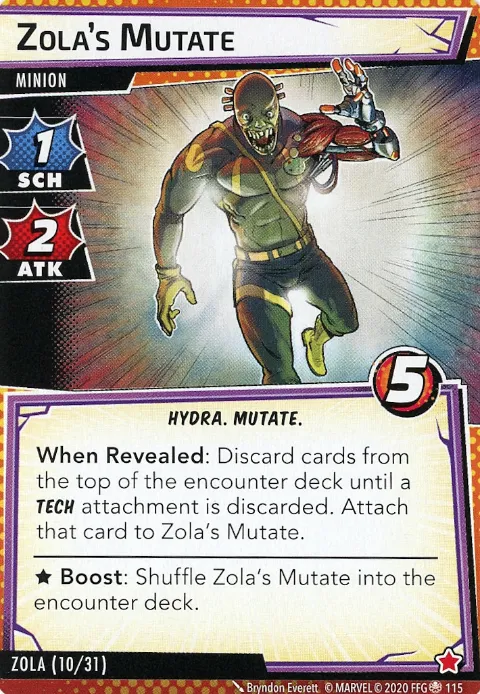 Zola's Mutate
MINION
1
SCH
2
ATK
5
HYDRA. MUTATE.
When Revealed: Discard cards from
the top of the encounter deck until a
TECH attachment is discarded. Attach
that card to Zola's Mutate.
★ Boost: Shuffle Zola's Mutate into the
encounter deck.
ZOLA (10/31)
Bryndon Everett © MARVEL © 2020 FFG 115